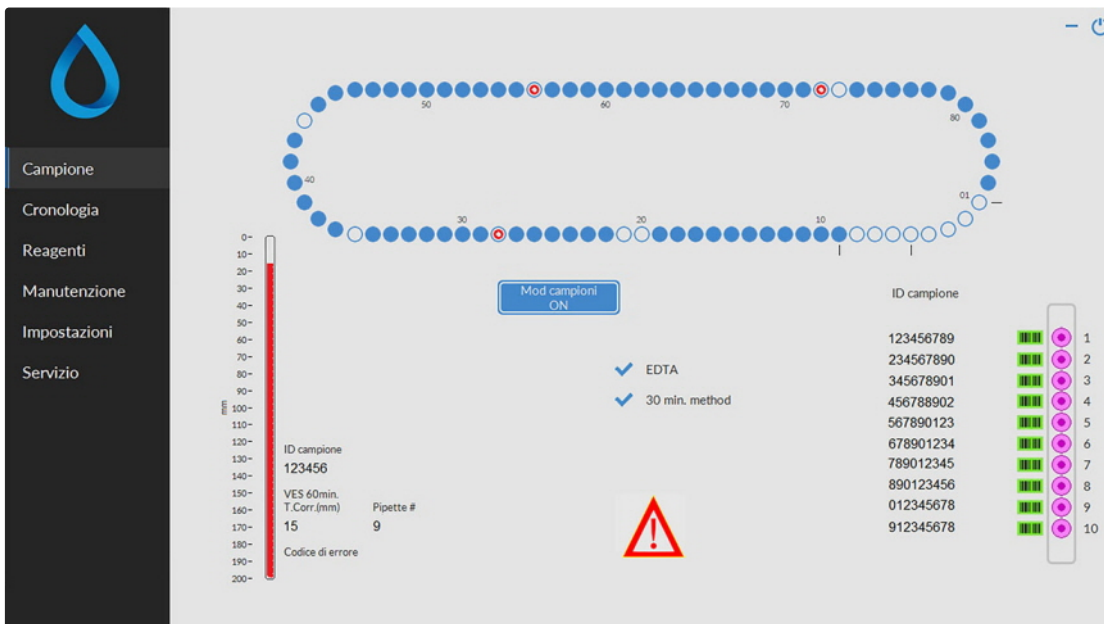 Campione
Cronologia
Reagenti
Manutenzione
Impostazioni
Servizio
50
60
70
80
40
01
30
20
10
Mod campioni
ON
EDTA
30 min. method
mm
0-
10-
20-
30-
40-
50-
60-
70-
80-
90-
100-
110-
120-
130-
140-
150-
160-
170-
180-
190-
200-
ID campione
123456
VES 60min.
T.Corr.(mm) Pipette #
15 9
Codice di errore
ID campione
123456789 1
234567890 2
345678901 3
456788902 4
567890123 5
678901234 6
789012345 7
890123456 8
012345678 9
912345678 10